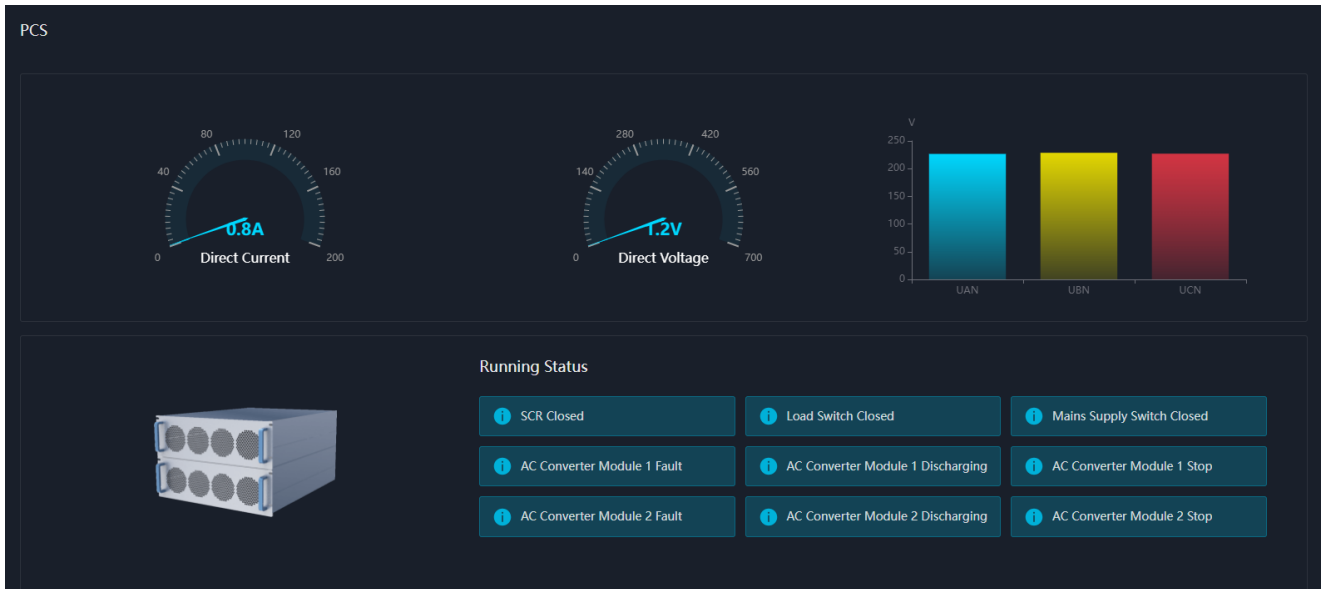 PCS
80 120
40 160
0.8A
0 Direct Current 200
280 420
140 560
1.2V
0 Direct Voltage 700
V
250
200
150
100
50
0
UAN UBN UCN
Running Status
SCR Closed
Load Switch Closed
Mains Supply Switch Closed
AC Converter Module 1 Fault
AC Converter Module 1 Discharging
AC Converter Module 1 Stop
AC Converter Module 2 Fault
AC Converter Module 2 Discharging
AC Converter Module 2 Stop